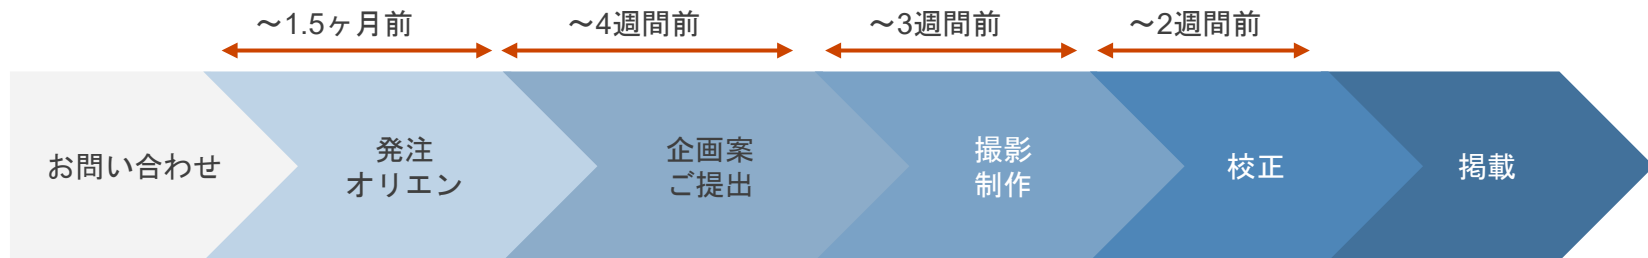 ～1.5ヶ月前
～4週間前
～3週間前
～2週間前
お問い合わせ
発注
オリエン
企画案
ご提出
撮影
制作
校正
掲載